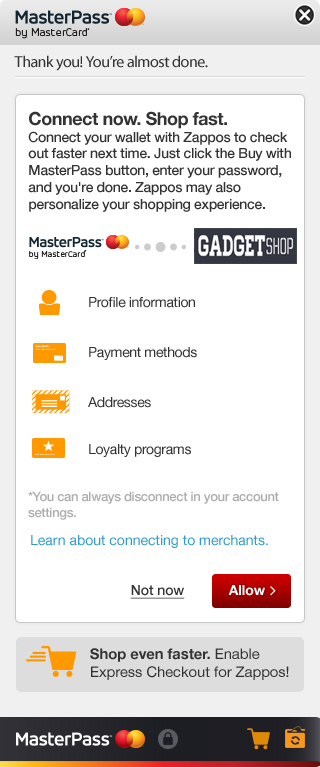 MasterPass
by MasterCard®
Thank you! You’re almost done.
Connect now. Shop fast.
Connect your wallet with Zappos to check
out faster next time. Just click the Buy with
MasterPass button, enter your password,
and you're done. Zappos may also
personalize your shopping experience.
MasterPass
by MasterCard®
GADGETSHOP
Profile information
Payment methods
Addresses
Loyalty programs
*You can always disconnect in your account
settings.
Learn about connecting to merchants.
Not now
Allow >
Shop even faster. Enable
Express Checkout for Zappos!
MasterPass